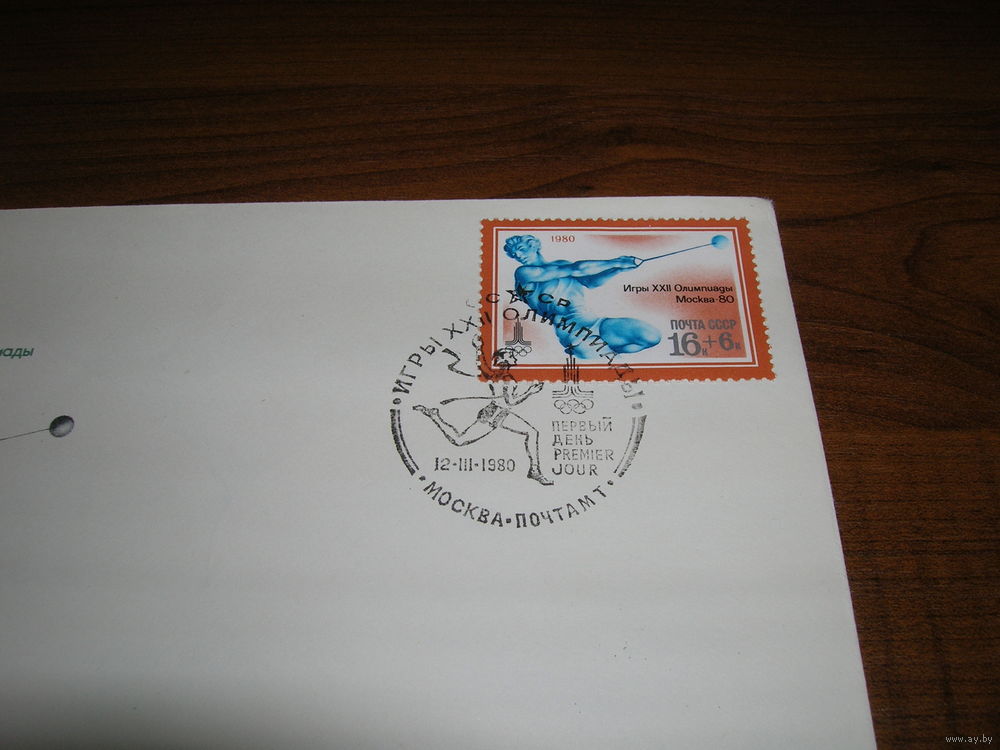 1980
Игры XXII Олимпиады
Москва-80
ПОЧТА СССР
16к+6к
СССР
ИГРЫ XXII ОЛИМПИАДЫ
ПЕРВЫЙ
ДЕНЬ
PREMIER
JOUR
12-III-1980
МОСКВА-ПОЧТАМТ
www.ay.by